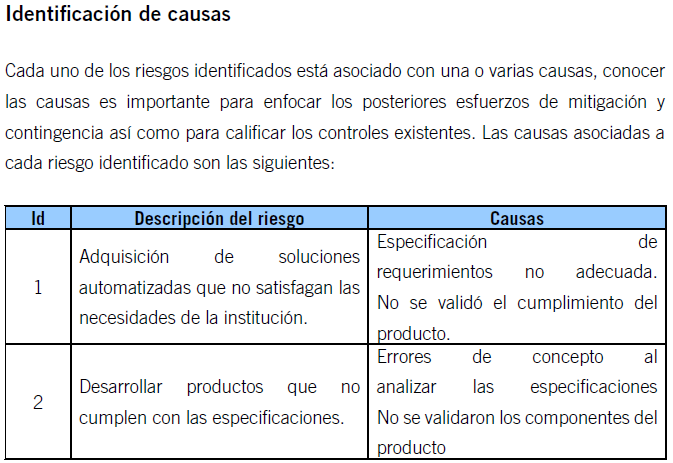 Identificación de causas
Cada uno de los riesgos identificados está asociado con una o varias causas, conocer
las causas es importante para enfocar los posteriores esfuerzos de mitigación y
contingencia así como para calificar los controles existentes. Las causas asociadas a
cada riesgo identificado son las siguientes:
Id Descripción del riesgo Causas
1
Adquisición de soluciones
automatizadas que no satisfagan las
necesidades de la institución.
Especificación de
requerimientos no adecuada.
No se validó el cumplimiento del
producto.
2
Desarrollar productos que no
cumplen con las especificaciones.
Errores de concepto al
analizar las especificaciones
No se validaron los componentes del
producto